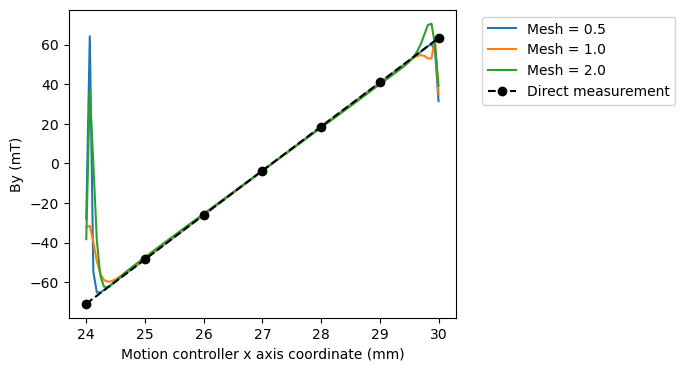 By (mT)
60
40
20
0
−20
−40
−60
24
25
26
27
28
29
30
Motion controller x axis coordinate (mm)
Mesh = 0.5
Mesh = 1.0
Mesh = 2.0
Direct measurement